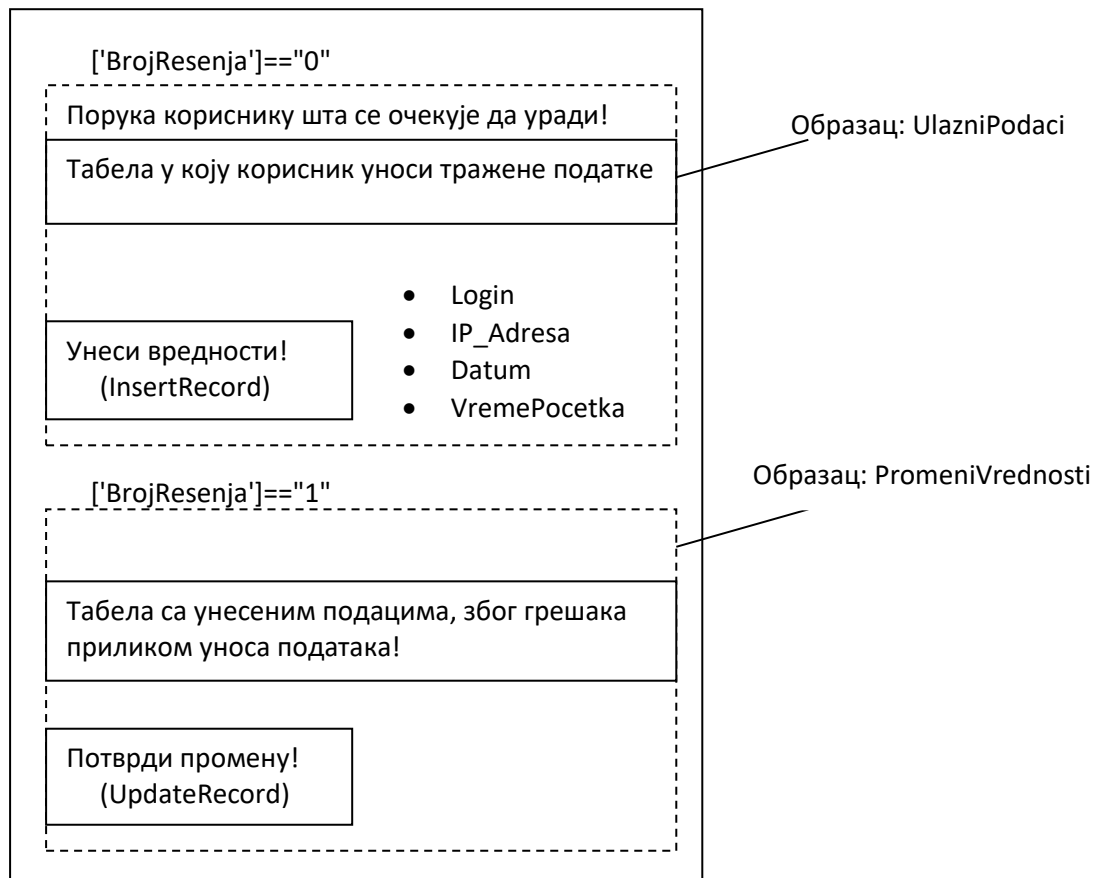 ['BrojResenja']=="0"
Порука кориснику шта се очекује да уради!
Образац: UlazniPodaci
Табела у коју корисник уноси тражене податке
• Login
• IP_Adresa
• Datum
• VremePocetka
Унеси вредности!
(InsertRecord)
['BrojResenja']=="1"
Образац: PromeniVrednosti
Табела са унесеним подацима, због грешака
приликом уноса података!
Потврди промену!
(UpdateRecord)